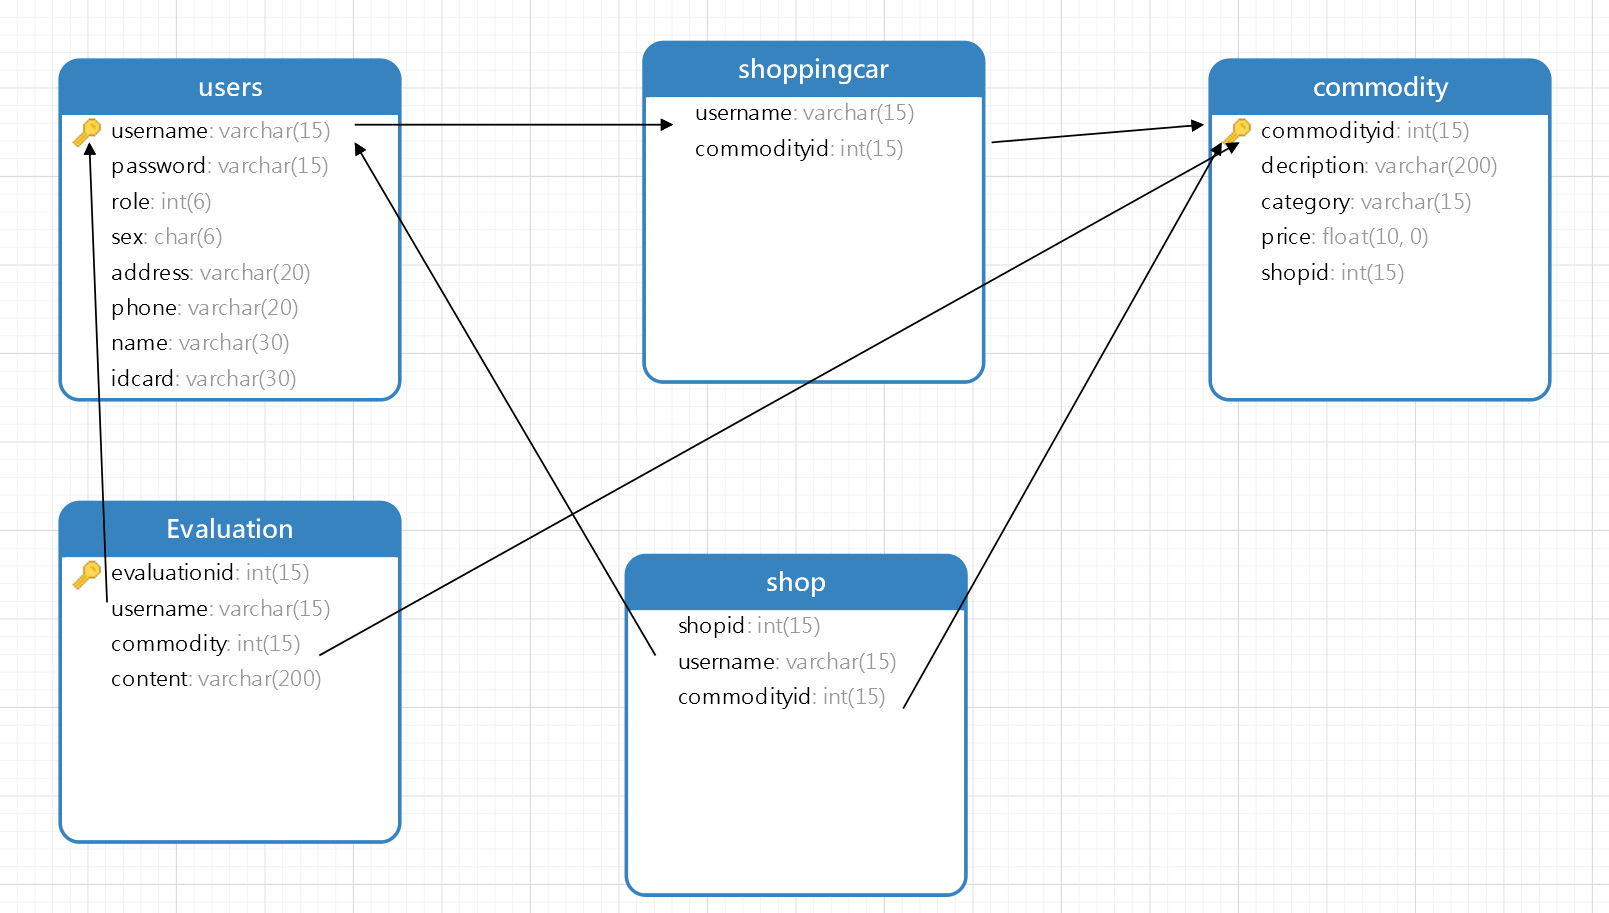 users
username: varchar(15)
password: varchar(15)
role: int(6)
sex: char(6)
address: varchar(20)
phone: varchar(20)
name: varchar(30)
idcard: varchar(30)
shoppingcar
username: varchar(15)
commodityid: int(15)
commodity
commodityid: int(15)
decription: varchar(200)
category: varchar(15)
price: float(10, 0)
shopid: int(15)
Evaluation
evaluationid: int(15)
username: varchar(15)
commodity: int(15)
content: varchar(200)
shop
shopid: int(15)
username: varchar(15)
commodityid: int(15)